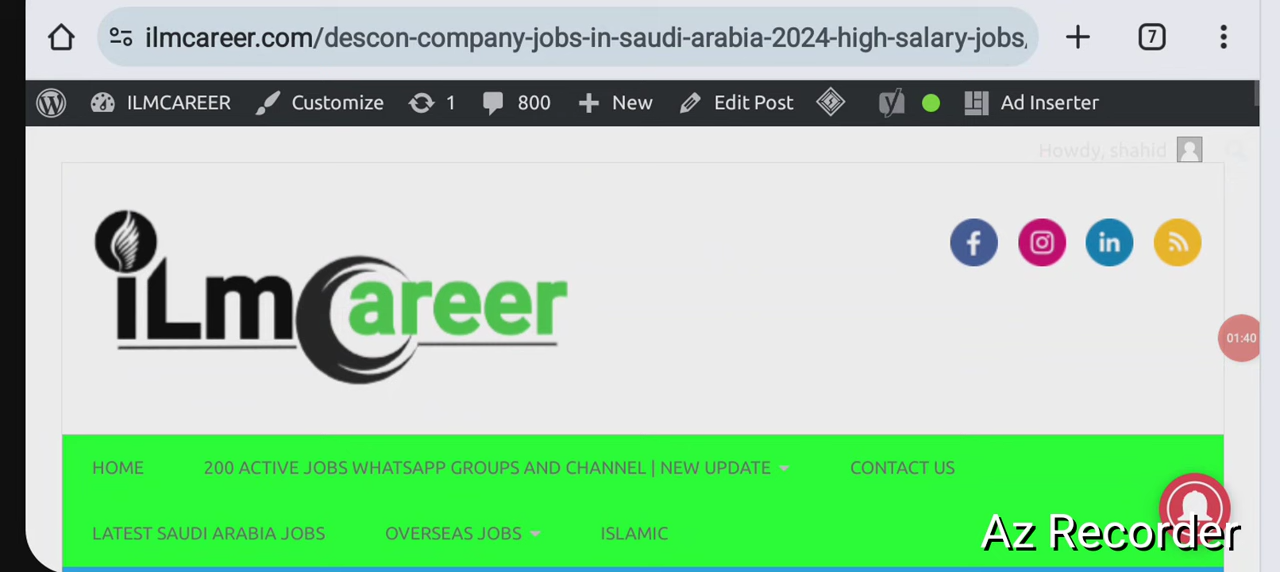 ilmcareer.com/descon-company-jobs-in-saudi-arabia-2024-high-salary-jobs/
7
ILMCAREER
Customize
1
800
New
Edit Post
Ad Inserter
Howdy, shahid
iLmCareer
01:40
HOME
200 ACTIVE JOBS WHATSAPP GROUPS AND CHANNEL | NEW UPDATE
CONTACT US
LATEST SAUDI ARABIA JOBS
OVERSEAS JOBS
ISLAMIC
Az Recorder